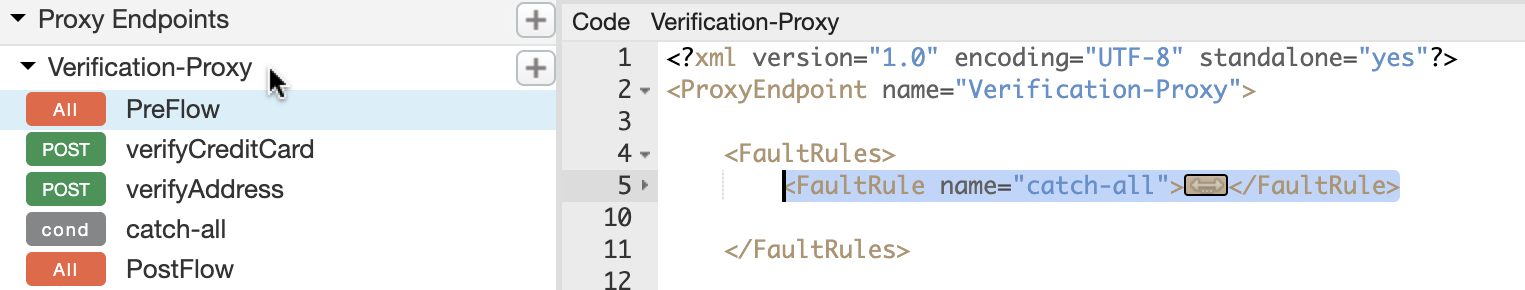 Proxy Endpoints
Verification-Proxy
All PreFlow
POST verifyCreditCard
POST verifyAddress
cond catch-all
All PostFlow
Code Verification-Proxy
1 <?xml version="1.0" encoding="UTF-8" standalone="yes"?>
2 <ProxyEndpoint name="Verification-Proxy">
3
4 <FaultRules>
5 <FaultRule name="catch-all"></FaultRule>
10
11 </FaultRules>
12